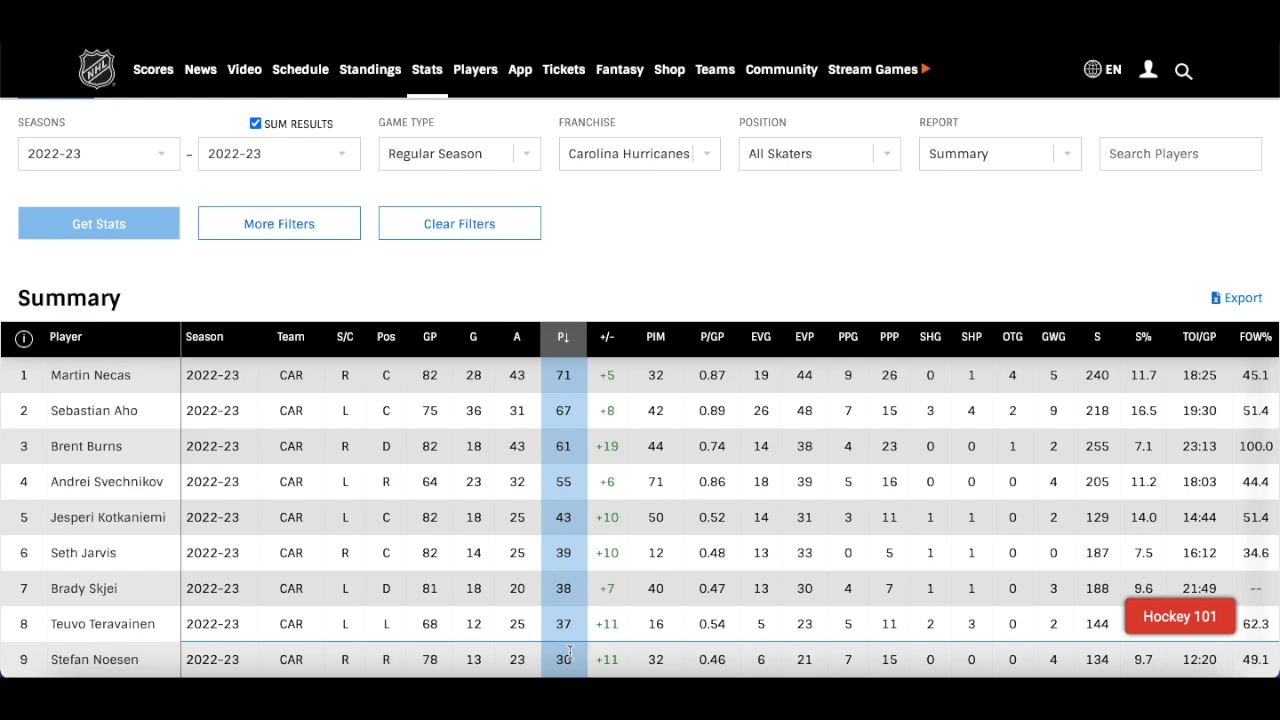 NHL Scores News Video Schedule Standings Stats Players App Tickets Fantasy Shop Teams Community Stream Games EN
SEASONS SUM RESULTS GAME TYPE FRANCHISE POSITION REPORT
2022-23 - 2022-23 Regular Season Carolina Hurricanes All Skaters Summary Search Players
Get Stats More Filters Clear Filters
Summary Export
i Player Season Team S/C Pos GP G A P↓ +/- PIM P/GP EVG EVP PPG PPP SHG SHP OTG GWG S S% TOI/GP FOW%
1 Martin Necas 2022-23 CAR R C 82 28 43 71 +5 32 0.87 19 44 9 26 0 1 4 5 240 11.7 18:25 45.1
2 Sebastian Aho 2022-23 CAR L C 75 36 31 67 +8 42 0.89 26 48 7 15 3 4 2 9 218 16.5 19:30 51.4
3 Brent Burns 2022-23 CAR R D 82 18 43 61 +19 44 0.74 14 38 4 23 0 0 1 2 255 7.1 23:13 100.0
4 Andrei Svechnikov 2022-23 CAR L R 64 23 32 55 +6 71 0.86 18 39 5 16 0 0 0 4 205 11.2 18:03 44.4
5 Jesperi Kotkaniemi 2022-23 CAR L C 82 18 25 43 +10 50 0.52 14 31 3 11 1 1 0 2 129 14.0 14:44 51.4
6 Seth Jarvis 2022-23 CAR R C 82 14 25 39 +10 12 0.48 13 33 0 5 1 1 0 0 187 7.5 16:12 34.6
7 Brady Skjei 2022-23 CAR L D 81 18 20 38 +7 40 0.47 13 30 4 7 1 1 0 3 188 9.6 21:49 --
8 Teuvo Teravainen 2022-23 CAR L L 68 12 25 37 +11 16 0.54 5 23 5 11 2 3 0 2 144 Hockey 101 62.3
9 Stefan Noesen 2022-23 CAR R R 78 13 23 36 +11 32 0.46 6 21 7 15 0 0 0 4 134 9.7 12:20 49.1